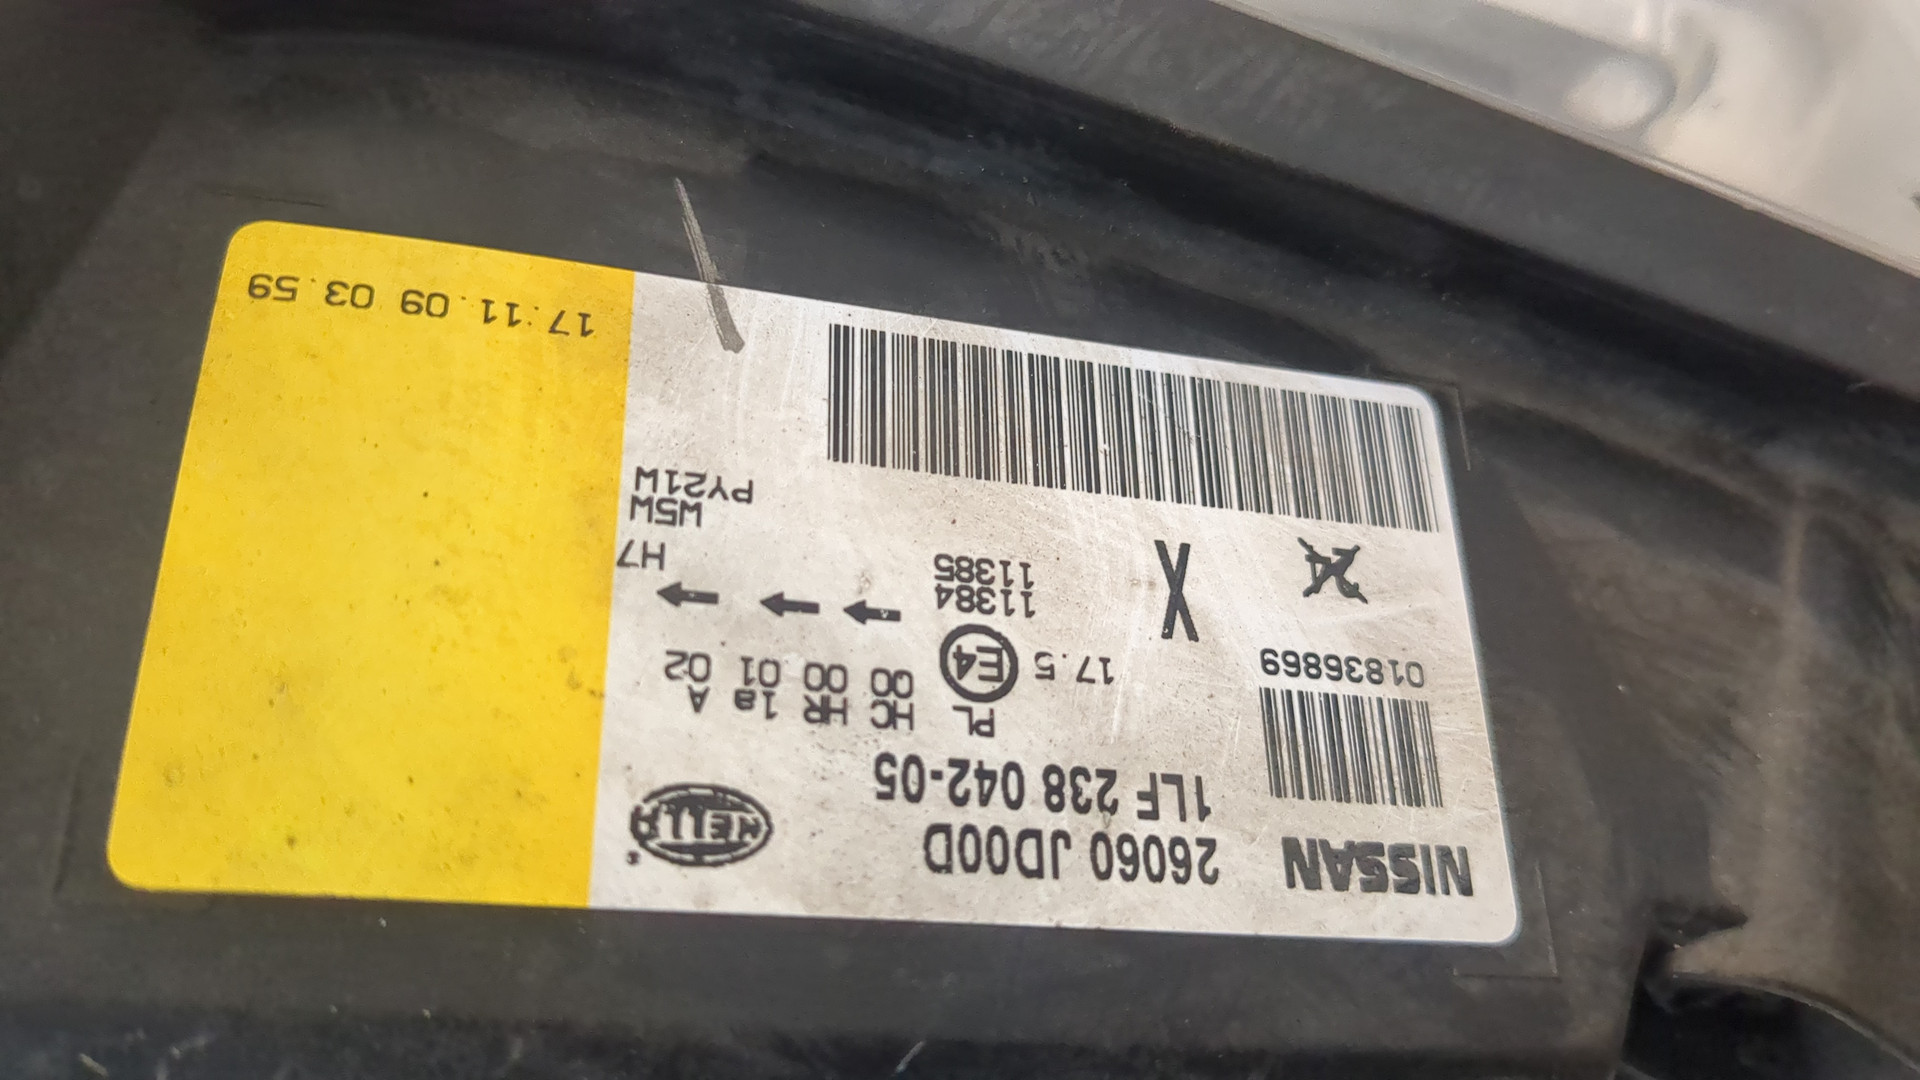 NISSAN
26060 JD00D
HELLA
1LF 238 042-05
01836869
PL
HC HR 1a A
17.5 E4 00 00 01 02
11384
11385
X
H7
W5W
PY21W
17.11.09 03.59